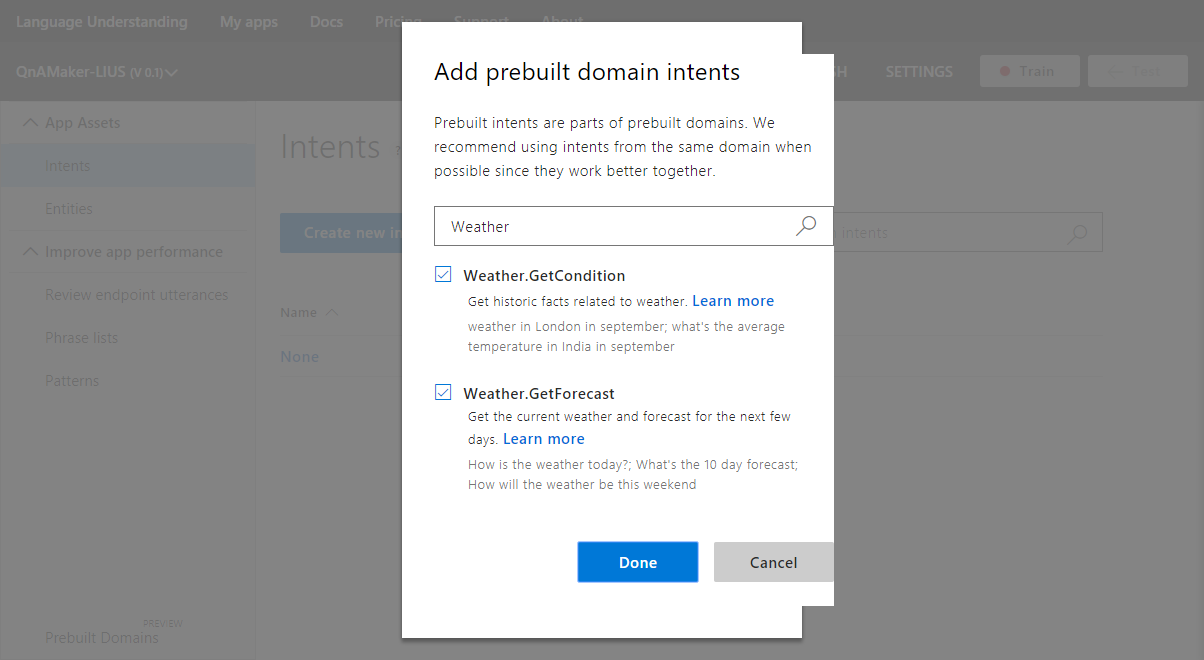 Language Understanding My apps Docs Pricing Support About
QnAMaker-LIUS (V 0.1) SH SETTINGS Train Test
App Assets
Intents
Entities
Improve app performance
Review endpoint utterances
Phrase lists
Patterns
PREVIEW
Prebuilt Domains
Intents ?
Create new in
intents
Name
None
Add prebuilt domain intents
Prebuilt intents are parts of prebuilt domains. We
recommend using intents from the same domain when
possible since they work better together.
Weather
Weather.GetCondition
Get historic facts related to weather. Learn more
weather in London in september; what's the average
temperature in India in september
Weather.GetForecast
Get the current weather and forecast for the next few
days. Learn more
How is the weather today?; What's the 10 day forecast;
How will the weather be this weekend
Done Cancel